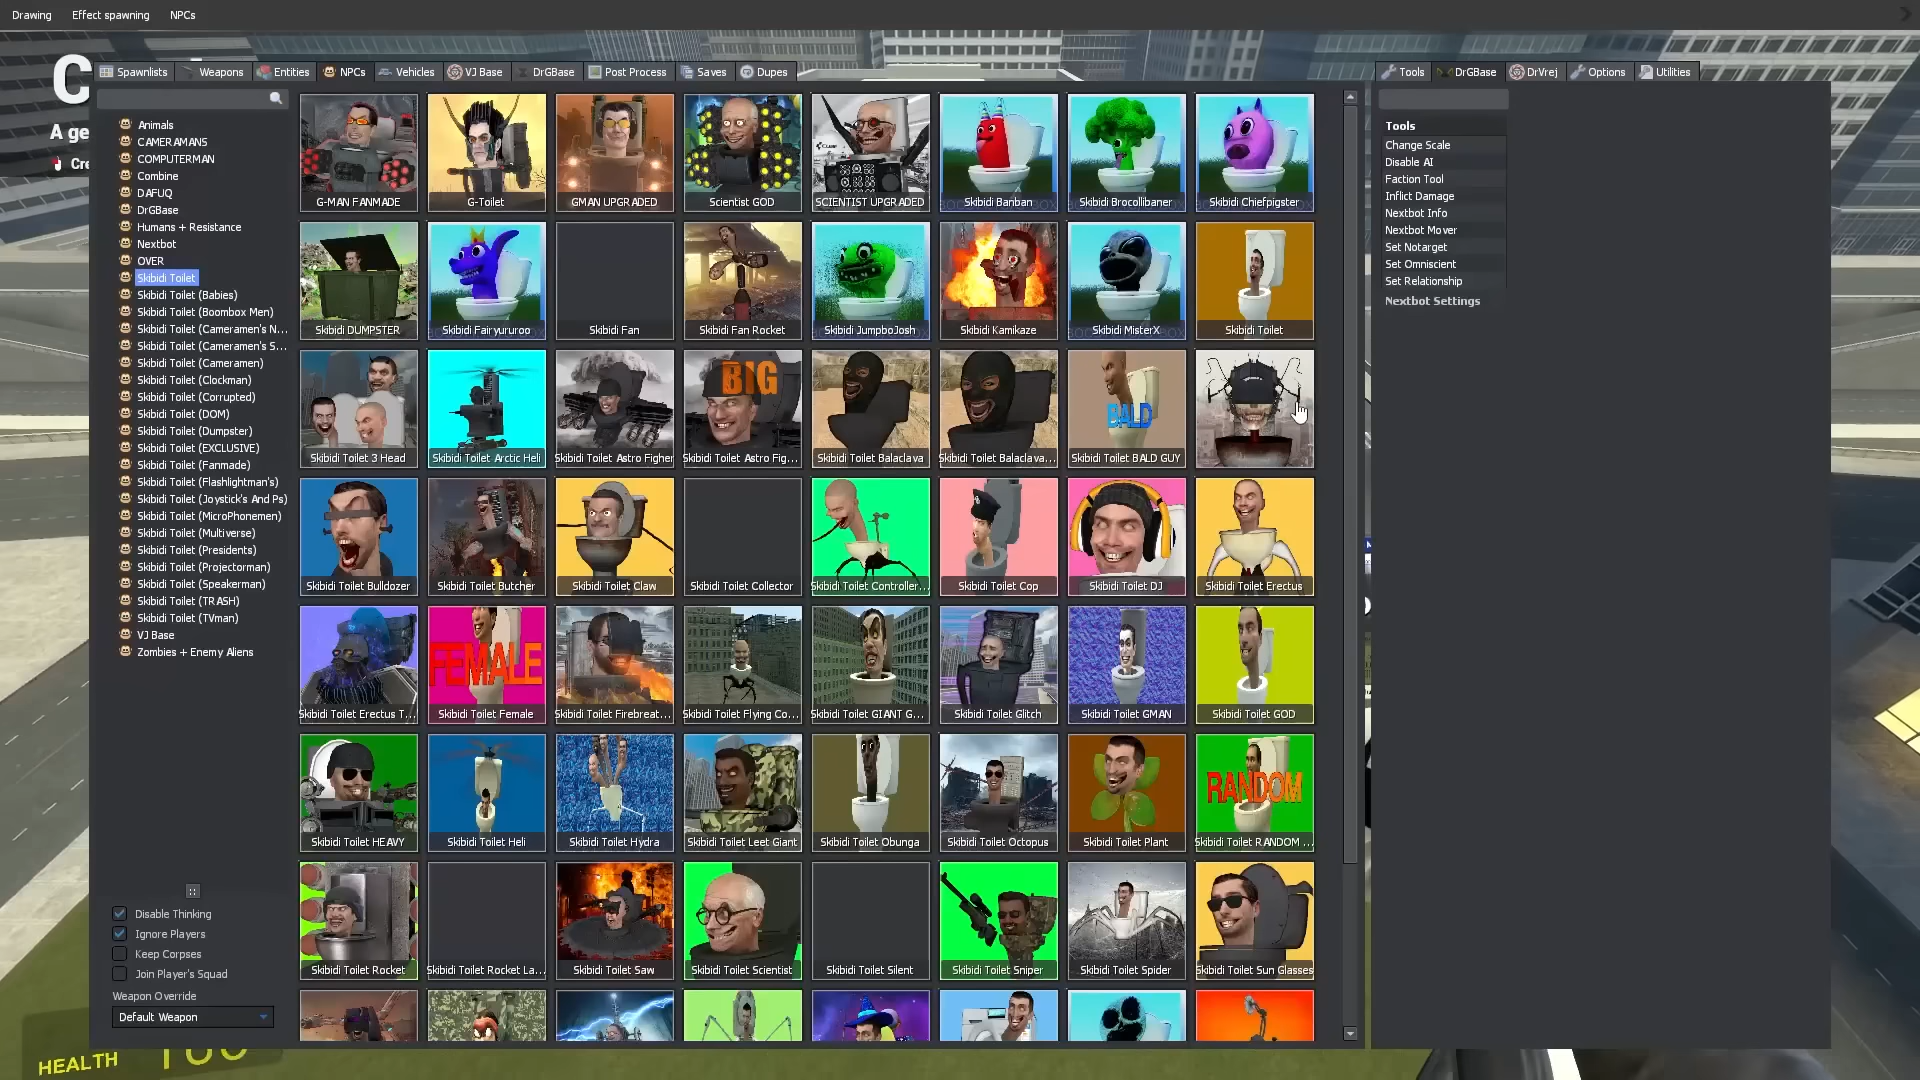 Drawing Effect spawning NPCs
C
A ge
Cre
Spawnlists Weapons Entities NPCs Vehicles VJ Base DrGBase Post Process Saves Dupes
Tools DrGBase DrVrej Options Utilities
Animals
CAMERAMANS
COMPUTERMAN
Combine
DAFUQ
DrGBase
Humans + Resistance
Nextbot
OVER
Skibidi Toilet
Skibidi Toilet (Babies)
Skibidi Toilet (Boombox Men)
Skibidi Toilet (Cameramen's N...
Skibidi Toilet (Cameramen's S...
Skibidi Toilet (Cameramen)
Skibidi Toilet (Clockman)
Skibidi Toilet (Corrupted)
Skibidi Toilet (DOM)
Skibidi Toilet (Dumpster)
Skibidi Toilet (EXCLUSIVE)
Skibidi Toilet (Fanmade)
Skibidi Toilet (Flashlightman's)
Skibidi Toilet (Joystick's And Ps)
Skibidi Toilet (MicroPhonemen)
Skibidi Toilet (Multiverse)
Skibidi Toilet (Presidents)
Skibidi Toilet (Projectorman)
Skibidi Toilet (Speakerman)
Skibidi Toilet (TRASH)
Skibidi Toilet (TVman)
VJ Base
Zombies + Enemy Aliens
Disable Thinking
Ignore Players
Keep Corpses
Join Player's Squad
Weapon Override
Default Weapon
HEALTH 100
G-MAN FANMADE G-Toilet GMAN UPGRADED Scientist GOD SCIENTIST UPGRADED Skibidi Banban Skibidi Brocollibaner Skibidi Chiefpigster
Skibidi DUMPSTER Skibidi Fairyururoo Skibidi Fan Skibidi Fan Rocket Skibidi JumpboJosh Skibidi Kamikaze Skibidi MisterX Skibidi Toilet
BIG
BALD
Skibidi Toilet 3 Head Skibidi Toilet Arctic Heli Skibidi Toilet Astro Figher Skibidi Toilet Astro Fig... Skibidi Toilet Balaclava Skibidi Toilet Balaclava... Skibidi Toilet BALD GUY
Skibidi Toilet Bulldozer Skibidi Toilet Butcher Skibidi Toilet Claw Skibidi Toilet Collector Skibidi Toilet Controller... Skibidi Toilet Cop Skibidi Toilet DJ Skibidi Toilet Erectus
FEMALE
Skibidi Toilet Erectus T... Skibidi Toilet Female Skibidi Toilet Firebreat... Skibidi Toilet Flying Co... Skibidi Toilet GIANT G... Skibidi Toilet Glitch Skibidi Toilet GMAN Skibidi Toilet GOD
RANDOM
Skibidi Toilet HEAVY Skibidi Toilet Heli Skibidi Toilet Hydra Skibidi Toilet Leet Giant Skibidi Toilet Obunga Skibidi Toilet Octopus Skibidi Toilet Plant Skibidi Toilet RANDOM ...
Skibidi Toilet Rocket Skibidi Toilet Rocket La... Skibidi Toilet Saw Skibidi Toilet Scientist Skibidi Toilet Silent Skibidi Toilet Sniper Skibidi Toilet Spider Skibidi Toilet Sun Glasses
Tools
Change Scale
Disable AI
Faction Tool
Inflict Damage
Nextbot Info
Nextbot Mover
Set Notarget
Set Omniscient
Set Relationship
Nextbot Settings